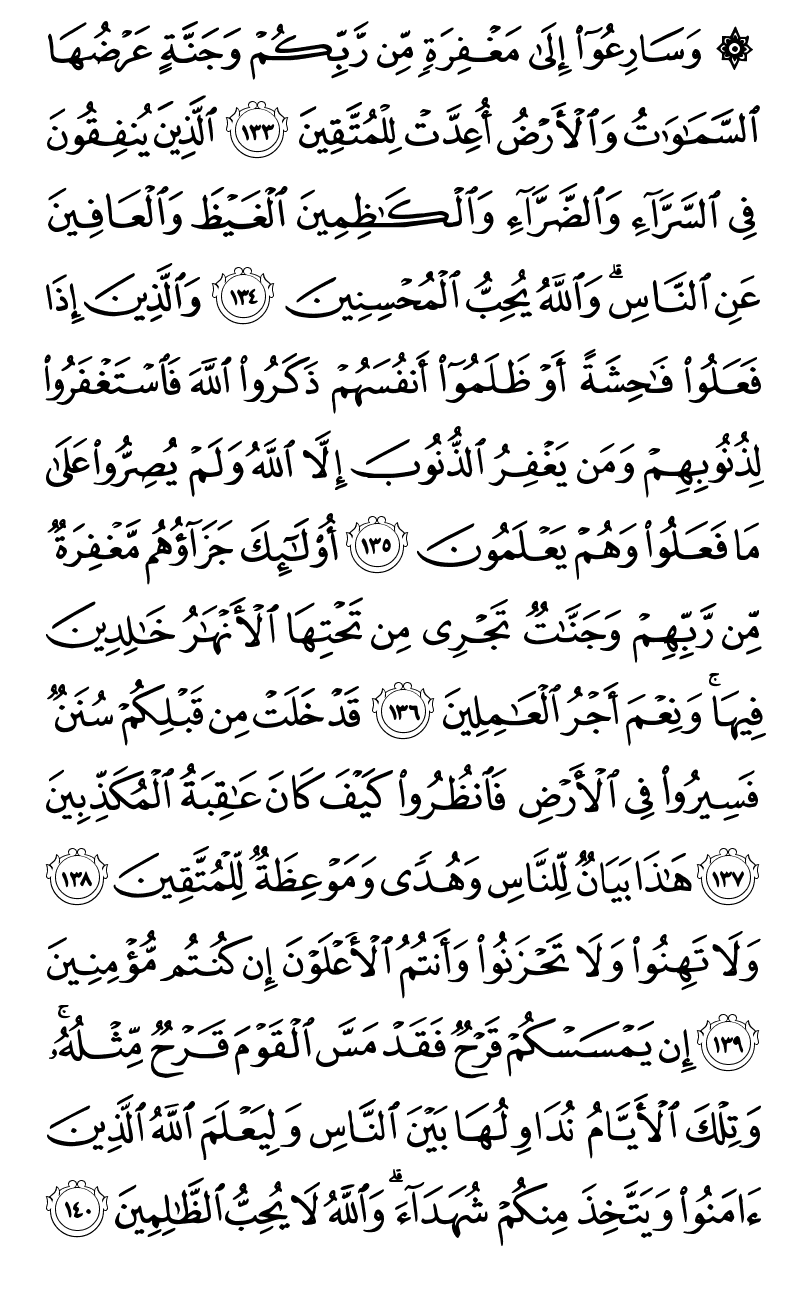 ۞ وَسَارِعُوٓا۟ إِلَىٰ مَغْفِرَةٍ مِّن رَّبِّكُمْ وَجَنَّةٍ عَرْضُهَا
ٱلسَّمَـٰوَٰتُ وَٱلْأَرْضُ أُعِدَّتْ لِلْمُتَّقِينَ ١٣٣ ٱلَّذِينَ يُنفِقُونَ
فِى ٱلسَّرَّآءِ وَٱلضَّرَّآءِ وَٱلْكَـٰظِمِينَ ٱلْغَيْظَ وَٱلْعَافِينَ
عَنِ ٱلنَّاسِ ۗ وَٱللَّهُ يُحِبُّ ٱلْمُحْسِنِينَ ١٣٤ وَٱلَّذِينَ إِذَا
فَعَلُوا۟ فَـٰحِشَةً أَوْ ظَلَمُوٓا۟ أَنفُسَهُمْ ذَكَرُوا۟ ٱللَّهَ فَٱسْتَغْفَرُوا۟
لِذُنُوبِهِمْ وَمَن يَغْفِرُ ٱلذُّنُوبَ إِلَّا ٱللَّهُ وَلَمْ يُصِرُّوا۟ عَلَىٰ
مَا فَعَلُوا۟ وَهُمْ يَعْلَمُونَ ١٣٥ أُو۟لَـٰٓئِكَ جَزَآؤُهُم مَّغْفِرَةٌ
مِّن رَّبِّهِمْ وَجَنَّـٰتٌ تَجْرِى مِن تَحْتِهَا ٱلْأَنْهَـٰرُ خَـٰلِدِينَ
فِيهَا ۚ وَنِعْمَ أَجْرُ ٱلْعَـٰمِلِينَ ١٣٦ قَدْ خَلَتْ مِن قَبْلِكُمْ سُنَنٌ
فَسِيرُوا۟ فِى ٱلْأَرْضِ فَٱنظُرُوا۟ كَيْفَ كَانَ عَـٰقِبَةُ ٱلْمُكَذِّبِينَ
١٣٧ هَـٰذَا بَيَانٌ لِّلنَّاسِ وَهُدًى وَمَوْعِظَةٌ لِّلْمُتَّقِينَ ١٣٨
وَلَا تَهِنُوا۟ وَلَا تَحْزَنُوا۟ وَأَنتُمُ ٱلْأَعْلَوْنَ إِن كُنتُم مُّؤْمِنِينَ
١٣٩ إِن يَمْسَسْكُمْ قَرْحٌ فَقَدْ مَسَّ ٱلْقَوْمَ قَرْحٌ مِّثْلُهُۥ ۚ
وَتِلْكَ ٱلْأَيَّامُ نُدَاوِلُهَا بَيْنَ ٱلنَّاسِ وَلِيَعْلَمَ ٱللَّهُ ٱلَّذِينَ
ءَامَنُوا۟ وَيَتَّخِذَ مِنكُمْ شُهَدَآءَ ۗ وَٱللَّهُ لَا يُحِبُّ ٱلظَّـٰلِمِينَ ١٤٠